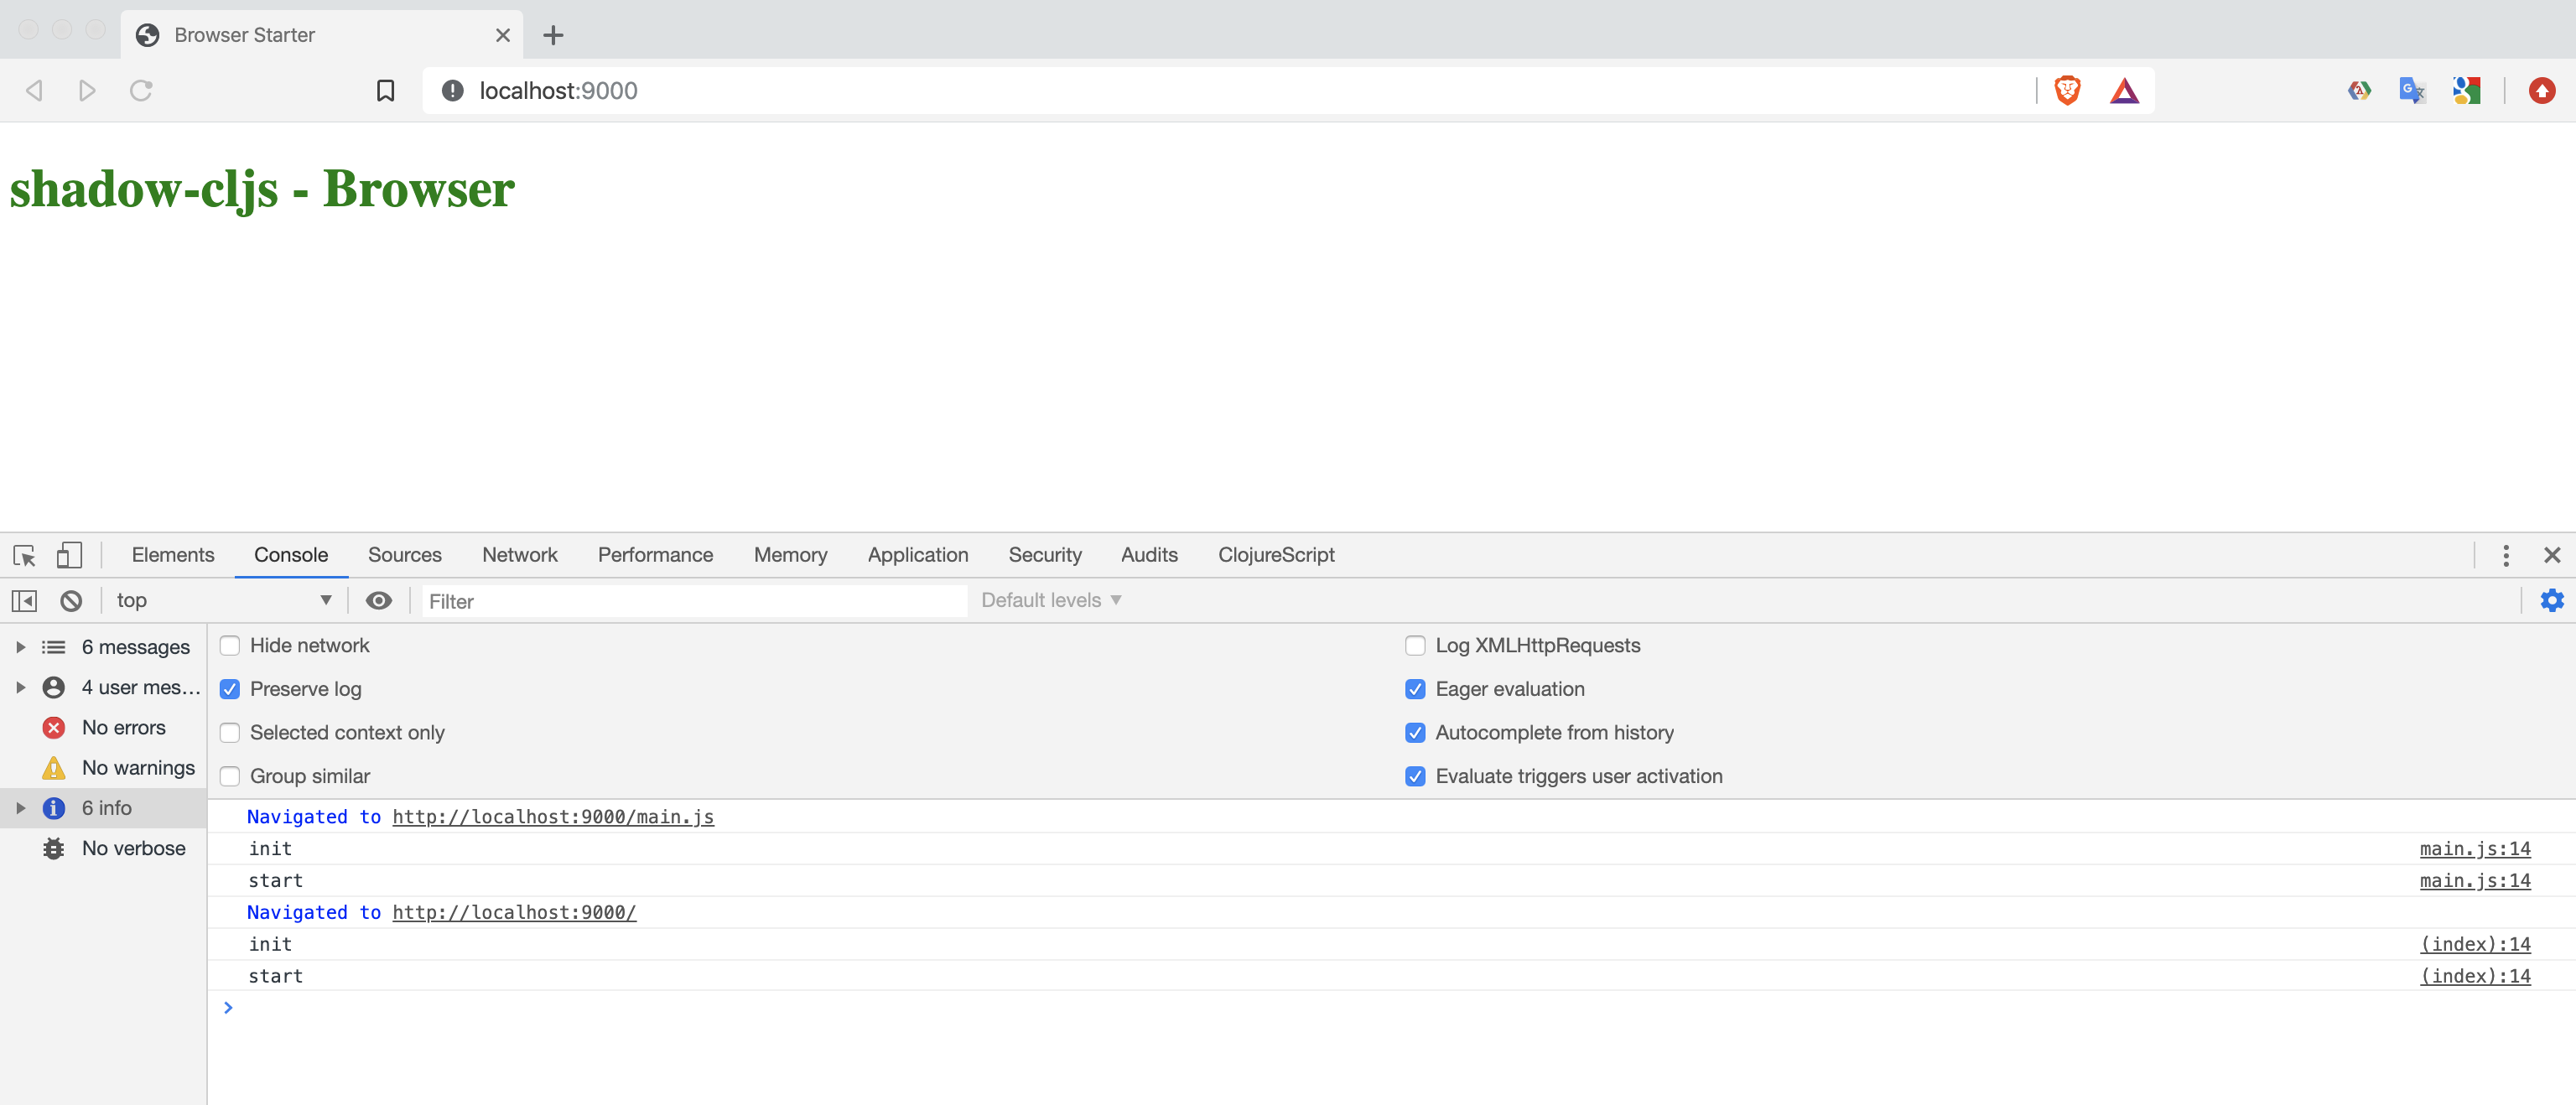 Browser Starter
localhost:9000
shadow-cljs - Browser
Elements Console Sources Network Performance Memory Application Security Audits ClojureScript
top Filter Default levels
6 messages
4 user mes...
No errors
No warnings
6 info
No verbose
Hide network
Preserve log
Selected context only
Group similar
Log XMLHttpRequests
Eager evaluation
Autocomplete from history
Evaluate triggers user activation
Navigated to http://localhost:9000/main.js
init main.js:14
start main.js:14
Navigated to http://localhost:9000/
init (index):14
start (index):14